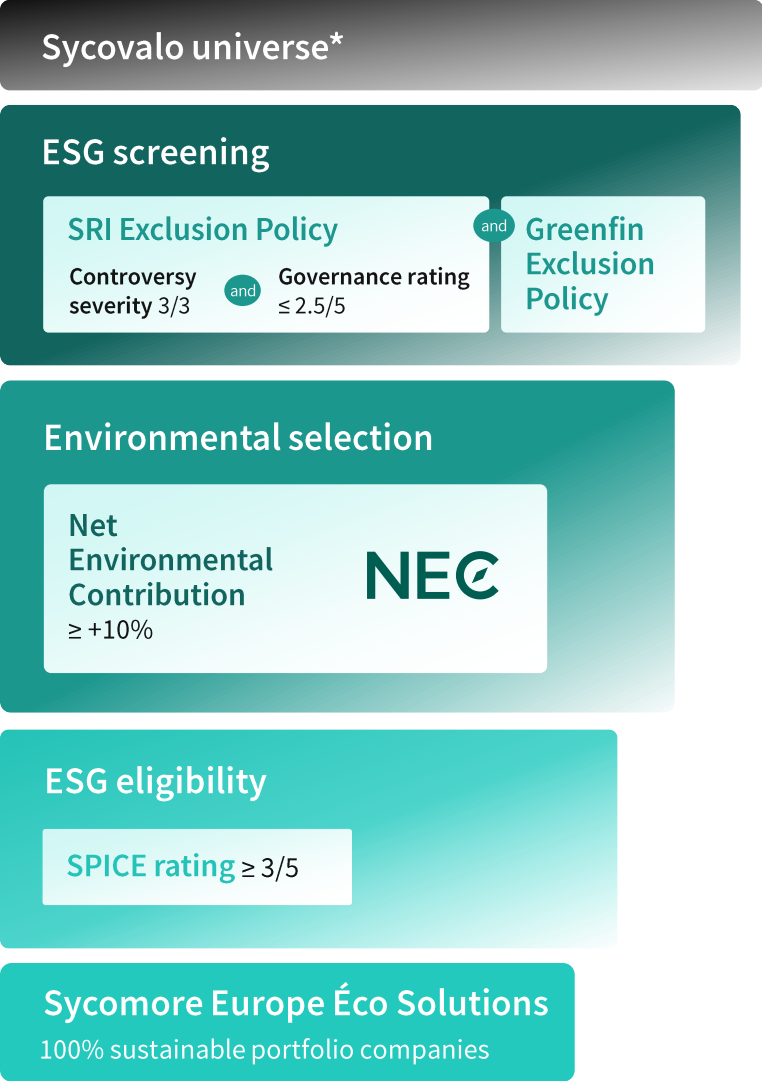 Sycovalo universe*
ESG screening
SRI Exclusion Policy
Controversy
severity 3/3
and
Governance rating
≤ 2.5/5
and
Greenfin
Exclusion
Policy
Environmental selection
Net
Environmental
Contribution
≥ +10%
NEC
ESG eligibility
SPICE rating ≥ 3/5
Sycomore Europe Éco Solutions
100% sustainable portfolio companies